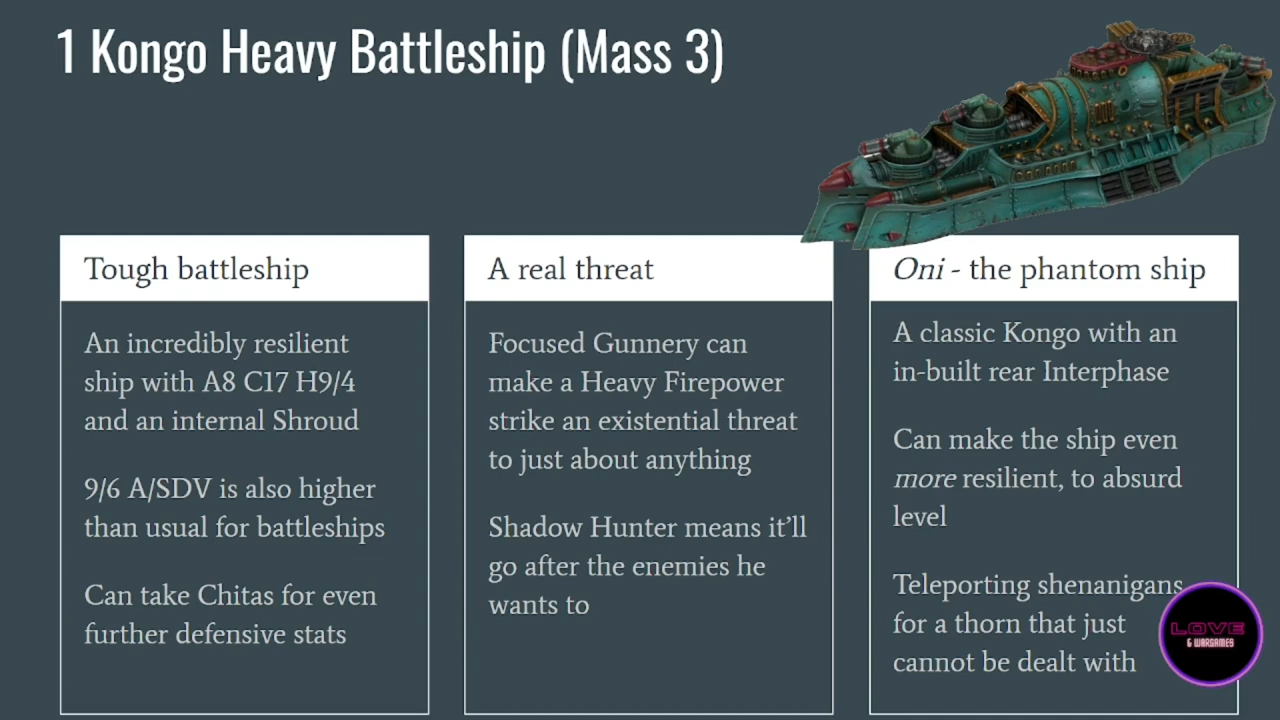 1 Kongo Heavy Battleship (Mass 3)
Tough battleship
An incredibly resilient
ship with A8 C17 H9/4
and an internal Shroud
9/6 A/SDV is also higher
than usual for battleships
Can take Chitas for even
further defensive stats
A real threat
Focused Gunnery can
make a Heavy Firepower
strike an existential threat
to just about anything
Shadow Hunter means it’ll
go after the enemies he
wants to
Oni - the phantom ship
A classic Kongo with an
in-built rear Interphase
Can make the ship even
more resilient, to absurd
level
Teleporting shenanigans
for a thorn that just
cannot be dealt with
LOVE
& WARGAMES